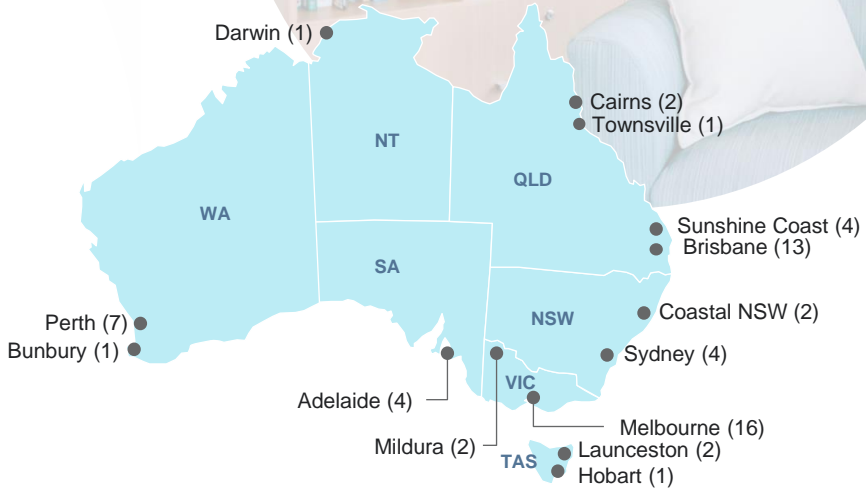 Darwin (1)
Cairns (2)
Townsville (1)
NT
QLD
WA
Sunshine Coast (4)
Brisbane (13)
SA
Perth (7)
NSW
Coastal NSW (2)
Bunbury (1)
Sydney (4)
VIC
Adelaide (4)
Melbourne (16)
Mildura (2)
Launceston (2)
TAS
Hobart (1)